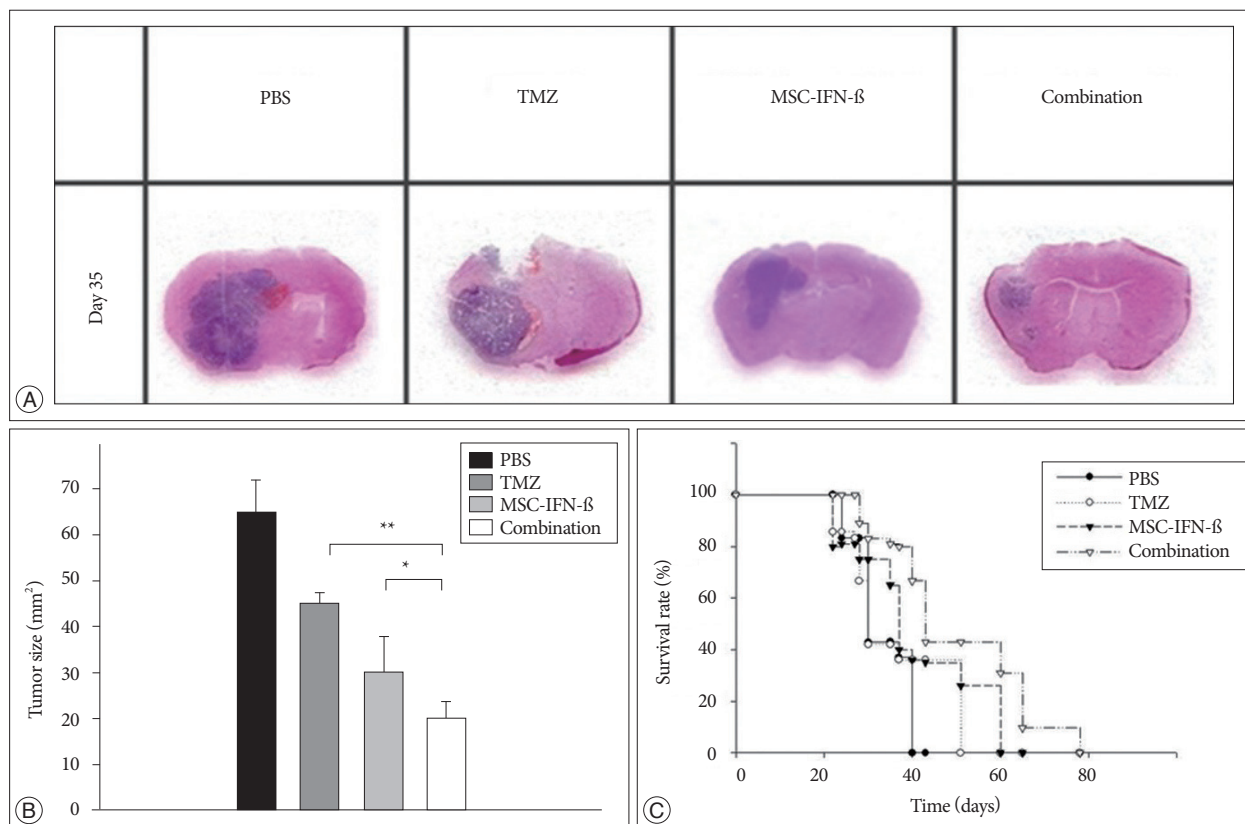 PBS
TMZ
MSC-IFN-ß
Combination
Day 35
A
Tumor size (mm²)
70
60
50
40
30
20
10
0
**
*
PBS
TMZ
MSC-IFN-ß
Combination
B
Survival rate (%)
100
80
60
40
20
0
0
20
40
60
80
Time (days)
PBS
TMZ
MSC-IFN-ß
Combination
C